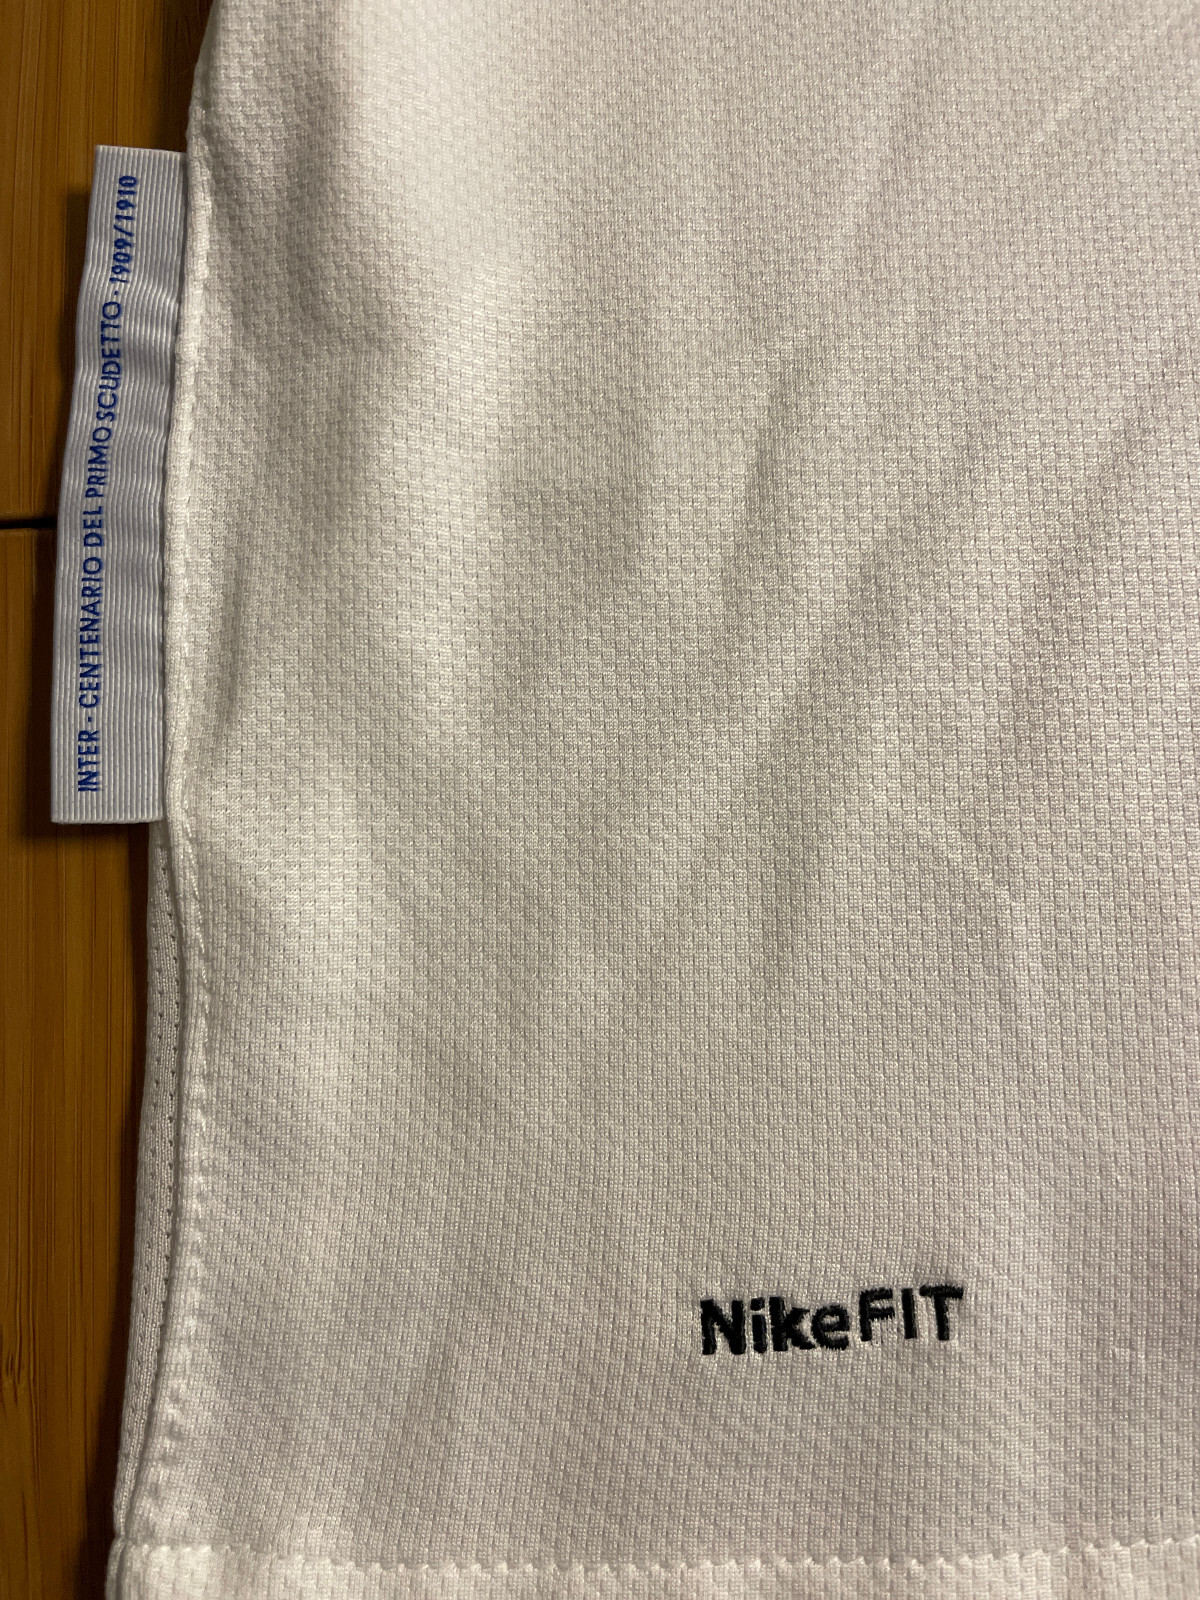 INTER - CENTENARIO DEL PRIMO SCUDETTO - 1909/1910
NikeFIT